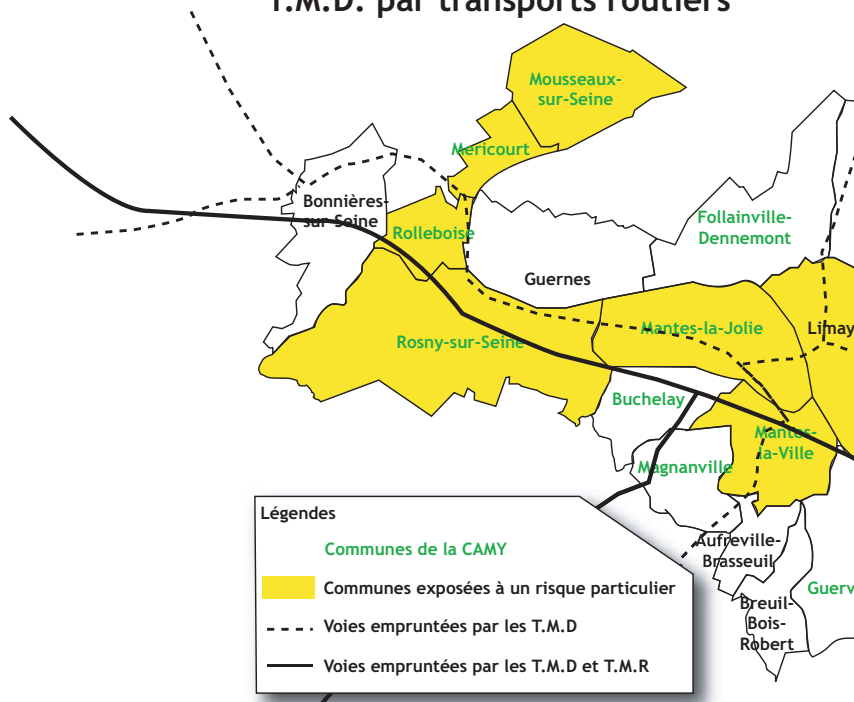 T.M.D. par transports routiers
Mousseaux-
sur-Seine
Méricourt
Bonnières-
sur-Seine
Rolleboise
Follainville-
Dennemont
Guernes
Rosny-sur-Seine
Mantes-la-Jolie
Limay
Buchelay
Mantes-
la-Ville
Magnanville
Aufreville-
Brasseuil
Guerv
Breuil-
Bois-
Robert
Légendes
Communes de la CAMY
Communes exposées à un risque particulier
Voies empruntées par les T.M.D
Voies empruntées par les T.M.D et T.M.R